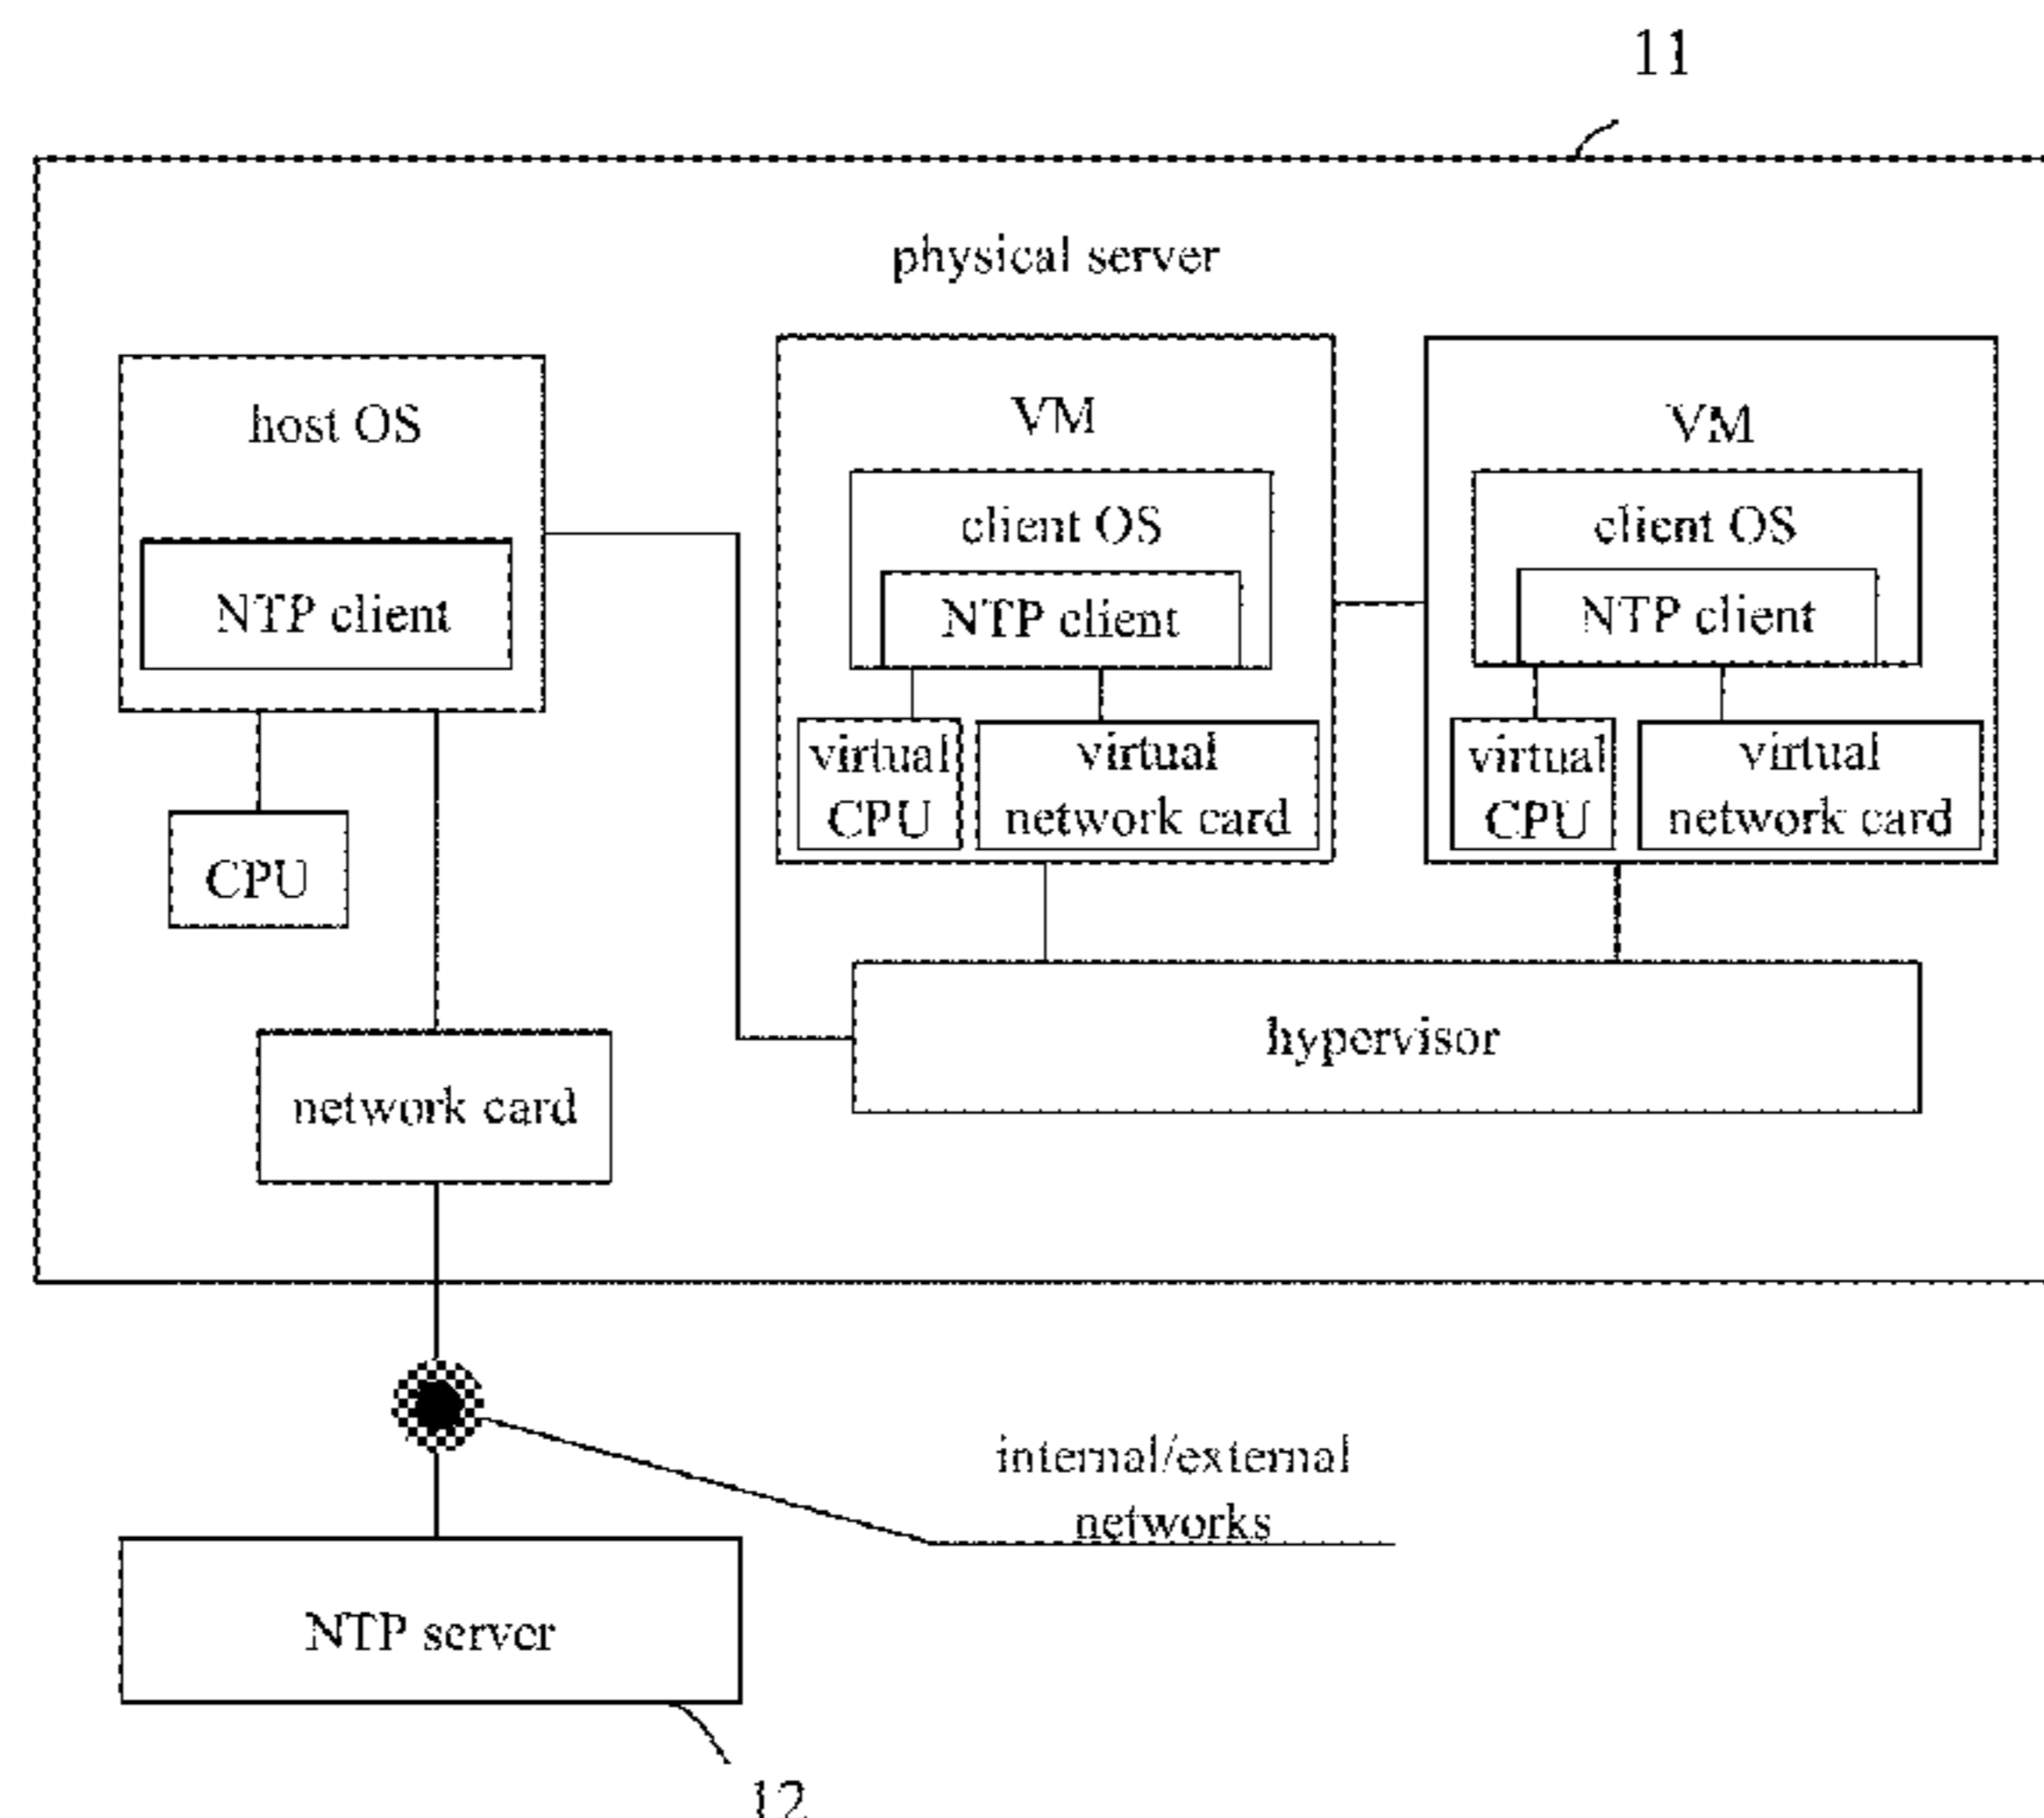 11
physical server
host OS
NTP client
CPU
network card
VM
client OS
NTP client
virtual
CPU
virtual
network card
VM
client OS
NTP client
virtual
CPU
virtual
network card
hypervisor
internal/external
networks
NTP server
12